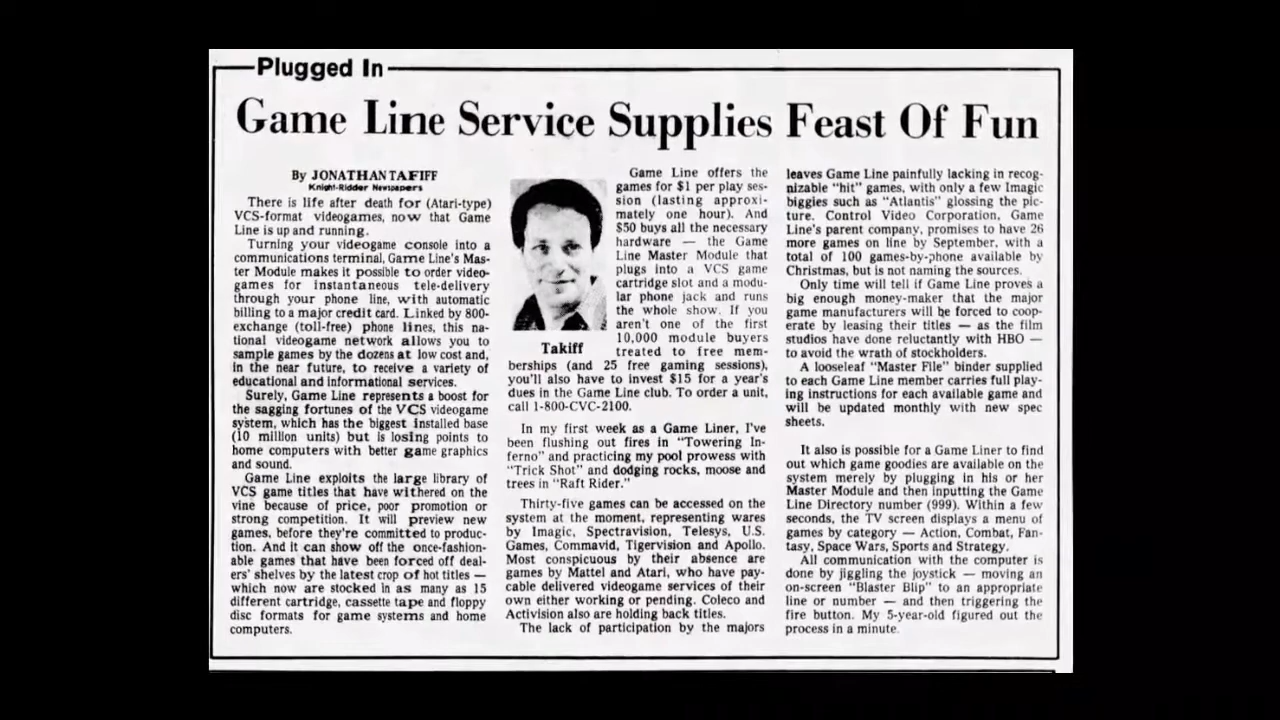 Plugged In
Game Line Service Supplies Feast Of Fun
By JONATHAN TAFIFF
Knight-Ridder Newspapers
There is life after death for (Atari-type)
VCS-format videogames, now that Game
Line is up and running.
Turning your videogame console into a
communications terminal, Game Line's Mas-
ter Module makes it possible to order video-
games for instantaneous tele-delivery
through your phone line, with automatic
billing to a major credit card. Linked by 800-
exchange (toll-free) phone lines, this na-
tional videogame network allows you to
sample games by the dozens at low cost and,
in the near future, to receive a variety of
educational and informational services.
Surely, Game Line represents a boost for
the sagging fortunes of the VCS videogame
system, which has the biggest installed base
(10 million units) but is losing points to
home computers with better game graphics
and sound.
Game Line exploits the large library of
VCS game titles that have withered on the
vine because of price, poor promotion or
strong competition. It will preview new
games, before they're committed to produc-
tion. And it can show off the once-fashion-
able games that have been forced off deal-
ers' shelves by the latest crop of hot titles —
which now are stocked in as many as 15
different cartridge, cassette tape and floppy
disc formats for game systems and home
computers.
Takiff
Game Line offers the
games for $1 per play ses-
sion (lasting approxi-
mately one hour). And
$50 buys all the necessary
hardware — the Game
Line Master Module that
plugs into a VCS game
cartridge slot and a modu-
lar phone jack and runs
the whole show. If you
aren't one of the first
10,000 module buyers
treated to free mem-
berships (and 25 free gaming sessions),
you'll also have to invest $15 for a year's
dues in the Game Line club. To order a unit,
call 1-800-CVC-2100.
In my first week as a Game Liner, I've
been flushing out fires in "Towering In-
ferno" and practicing my pool prowess with
"Trick Shot" and dodging rocks, moose and
trees in "Raft Rider."
Thirty-five games can be accessed on the
system at the moment, representing wares
by Imagic, Spectravision, Telesys, U.S.
Games, Commavid, Tigervision and Apollo.
Most conspicuous by their absence are
games by Mattel and Atari, who have pay-
cable delivered videogame services of their
own either working or pending. Coleco and
Activision also are holding back titles.
The lack of participation by the majors
leaves Game Line painfully lacking in recog-
nizable "hit" games, with only a few Imagic
biggies such as "Atlantis" glossing the pic-
ture. Control Video Corporation, Game
Line's parent company, promises to have 26
more games on line by September, with a
total of 100 games-by-phone available by
Christmas, but is not naming the sources.
Only time will tell if Game Line proves a
big enough money-maker that the major
game manufacturers will be forced to coop-
erate by leasing their titles — as the film
studios have done reluctantly with HBO —
to avoid the wrath of stockholders.
A looseleaf "Master File" binder supplied
to each Game Line member carries full play-
ing instructions for each available game and
will be updated monthly with new spec
sheets.
It also is possible for a Game Liner to find
out which game goodies are available on the
system merely by plugging in his or her
Master Module and then inputting the Game
Line Directory number (999). Within a few
seconds, the TV screen displays a menu of
games by category — Action, Combat, Fan-
tasy, Space Wars, Sports and Strategy.
All communication with the computer is
done by jiggling the joystick — moving an
on-screen "Blaster Blip" to an appropriate
line or number — and then triggering the
fire button. My 5-year-old figured out the
process in a minute.